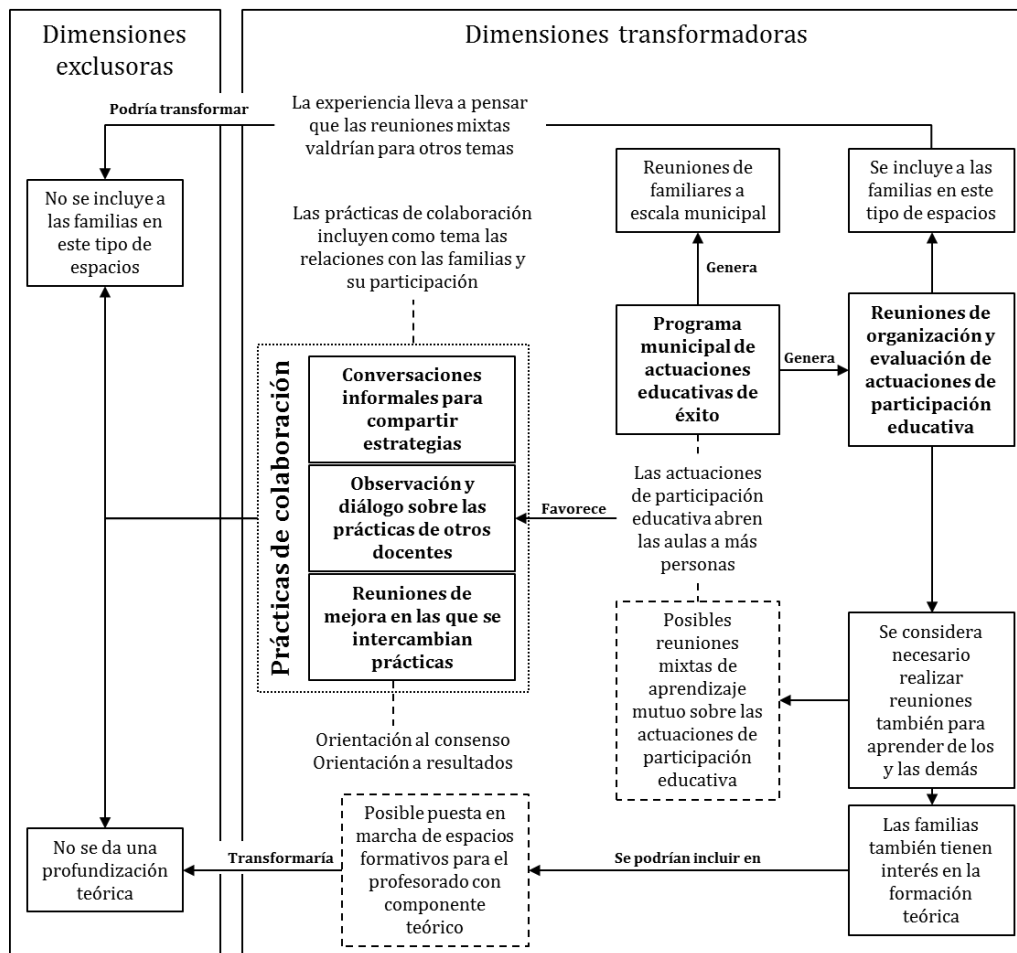 Dimensiones
exclusoras
Dimensiones transformadoras
Podría transformar
La experiencia lleva a pensar
que las reuniones mixtas
valdrían para otros temas
No se incluye a
las familias en
este tipo de
espacios
Las prácticas de colaboración
incluyen como tema las
relaciones con las familias y
su participación
Reuniones de
familiares a
escala municipal
Se incluye a las
familias en este
tipo de espacios
Genera
Programa
municipal de
actuaciones
educativas de
éxito
Genera
Reuniones de
organización y
evaluación de
actuaciones de
participación
educativa
Prácticas de colaboración
Conversaciones
informales para
compartir
estrategias
Observación y
diálogo sobre las
prácticas de otros
docentes
Reuniones de
mejora en las que se
intercambian
prácticas
Favorece
Las actuaciones
de participación
educativa abren
las aulas a más
personas
Orientación al consenso
Orientación a resultados
Posibles
reuniones
mixtas de
aprendizaje
mutuo sobre las
actuaciones de
participación
educativa
Se considera
necesario
realizar
reuniones
también para
aprender de los
y las demás
No se da una
profundización
teórica
Transformaría
Posible puesta en
marcha de espacios
formativos para el
profesorado con
componente
teórico
Se podrían incluir en
Las familias
también tienen
interés en la
formación
teórica